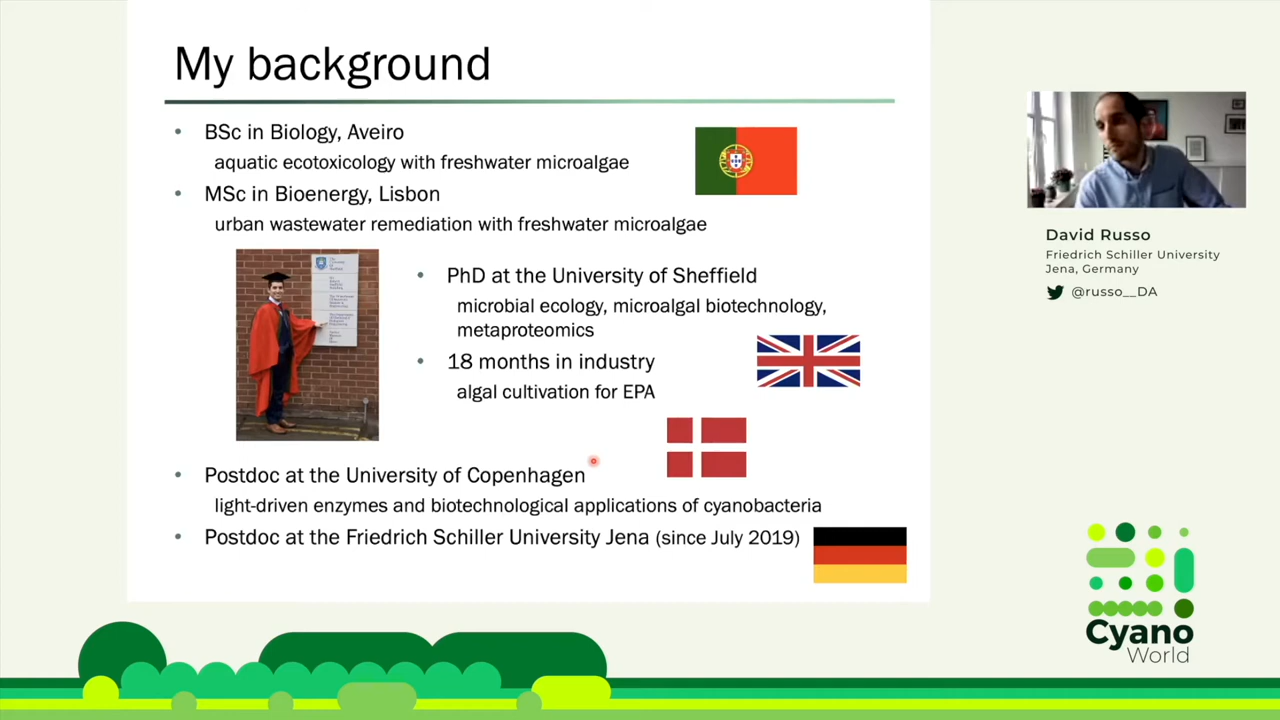 My background
• BSc in Biology, Aveiro
aquatic ecotoxicology with freshwater microalgae
• MSc in Bioenergy, Lisbon
urban wastewater remediation with freshwater microalgae
• PhD at the University of Sheffield
microbial ecology, microalgal biotechnology,
metaproteomics
• 18 months in industry
algal cultivation for EPA
• Postdoc at the University of Copenhagen
light-driven enzymes and biotechnological applications of cyanobacteria
• Postdoc at the Friedrich Schiller University Jena (since July 2019)
David Russo
Friedrich Schiller University
Jena, Germany
@russo__DA
Cyano
World